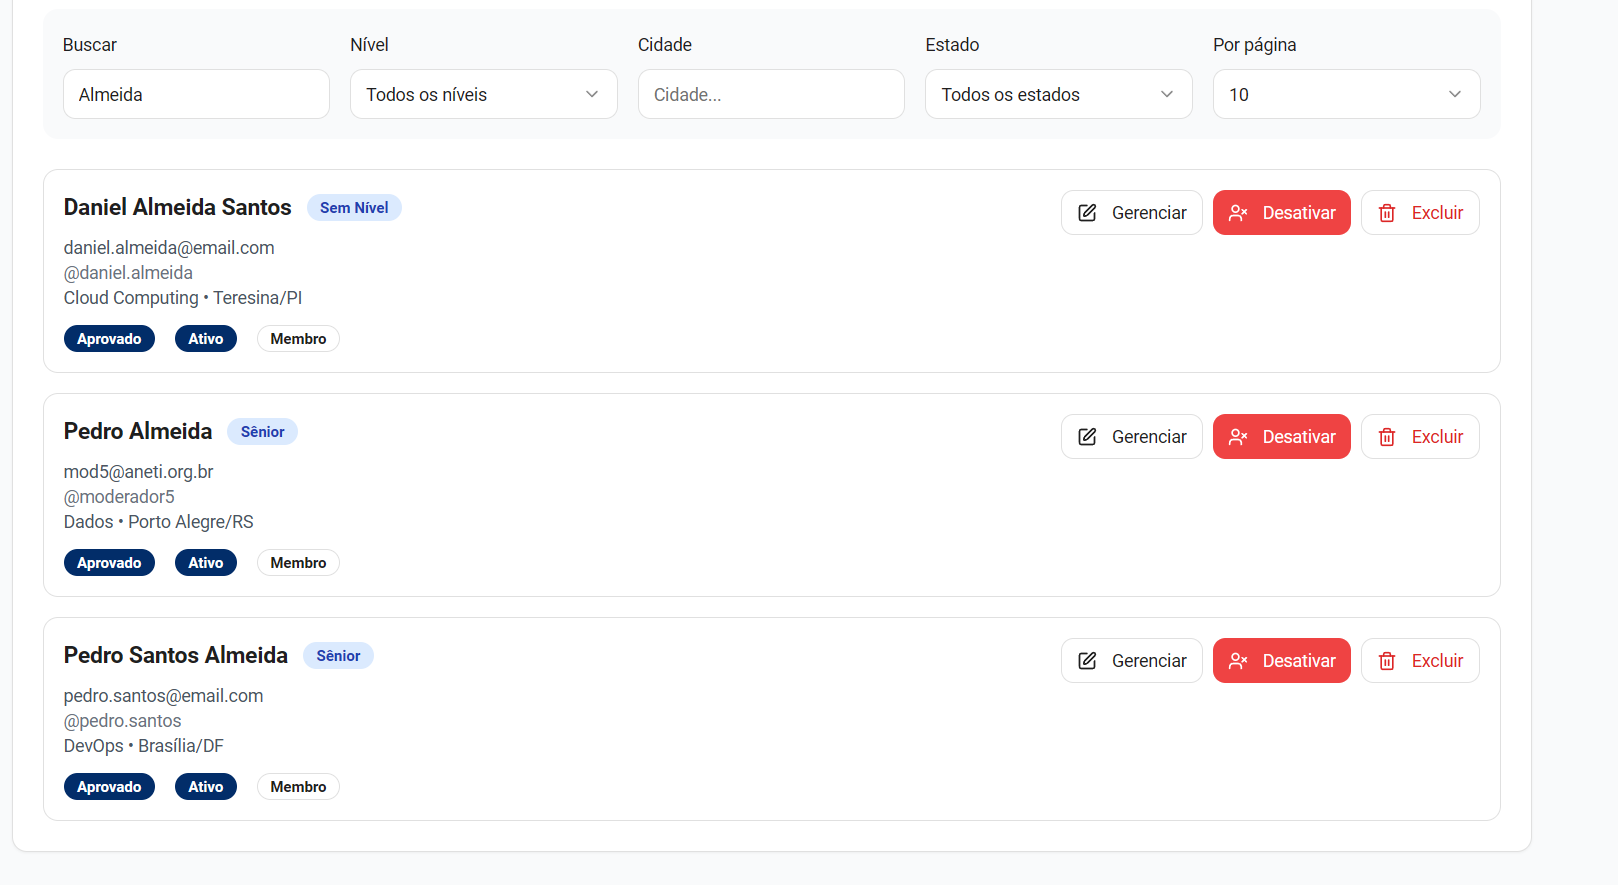 Buscar
Nível
Cidade
Estado
Por página
Almeida
Todos os níveis
Cidade...
Todos os estados
10
Daniel Almeida Santos
Sem Nível
Gerenciar
Desativar
Excluir
daniel.almeida@email.com
@daniel.almeida
Cloud Computing • Teresina/PI
Aprovado
Ativo
Membro
Pedro Almeida
Sênior
Gerenciar
Desativar
Excluir
mod5@aneti.org.br
@moderador5
Dados • Porto Alegre/RS
Aprovado
Ativo
Membro
Pedro Santos Almeida
Sênior
Gerenciar
Desativar
Excluir
pedro.santos@email.com
@pedro.santos
DevOps • Brasília/DF
Aprovado
Ativo
Membro